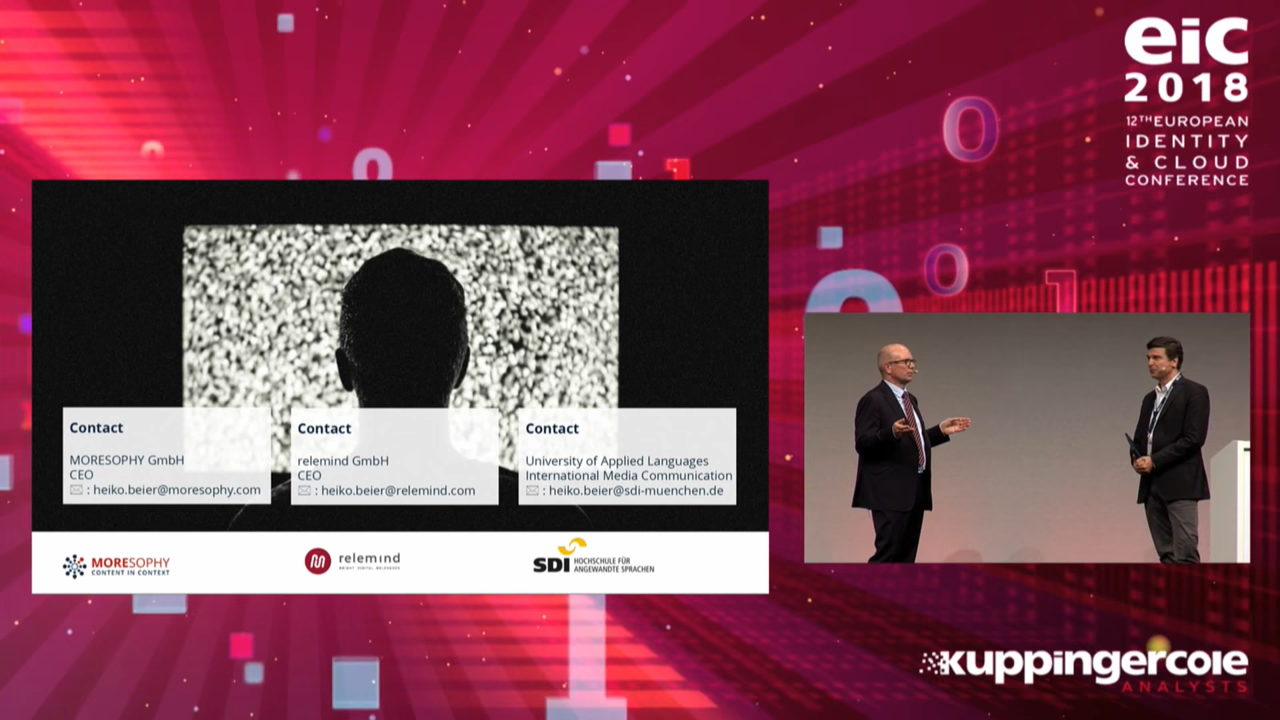 eic
2018
12TH EUROPEAN
IDENTITY
& CLOUD
CONFERENCE
Contact
MORESOPHY GmbH
CEO
: heiko.beier@moresophy.com
Contact
relemind GmbH
CEO
: heiko.beier@relemind.com
Contact
University of Applied Languages
International Media Communication
: heiko.beier@sdi-muenchen.de
MORESOPHY
CONTENT IN CONTEXT
relemind
SDI HOCHSCHULE FÜR
ANGEWANDTE SPRACHEN
kuppingercole
ANALYSTS